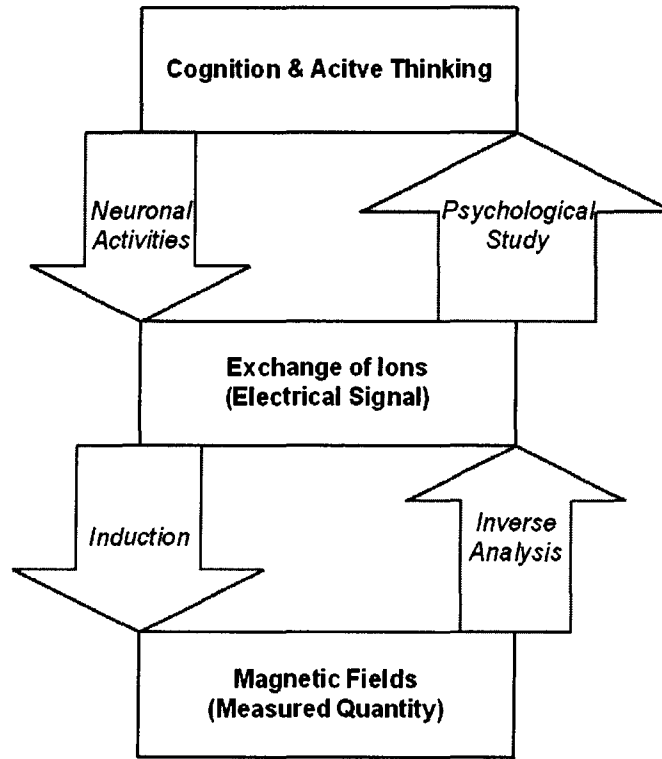 Cognition & Acitve Thinking
Neuronal
Activities
Psychological
Study
Exchange of Ions
(Electrical Signal)
Induction
Inverse
Analysis
Magnetic Fields
(Measured Quantity)